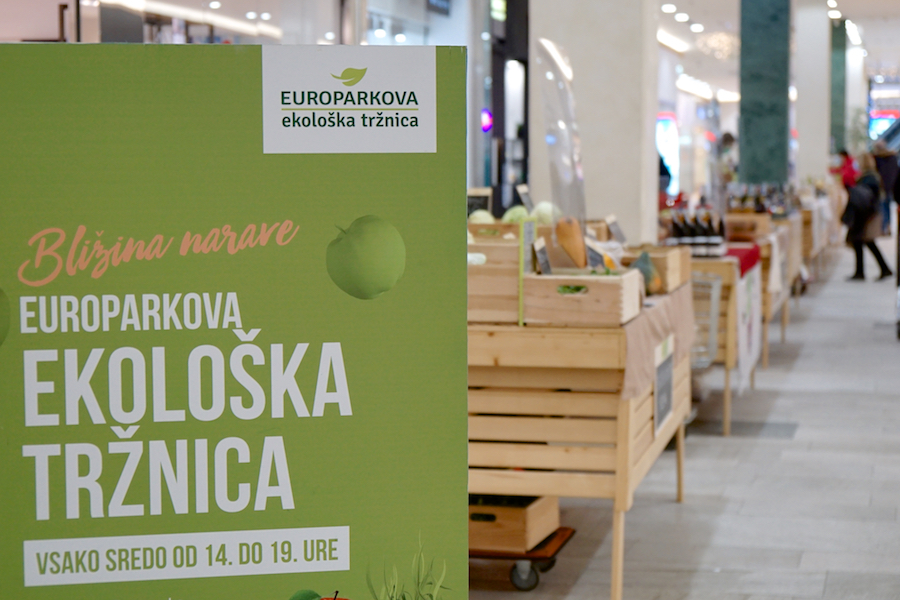 EUROPARKOVA
ekološka tržnica
Bližina narave
EUROPARKOVA
EKOLOŠKA
TRŽNICA
VSAKO SREDO OD 14. DO 19. URE